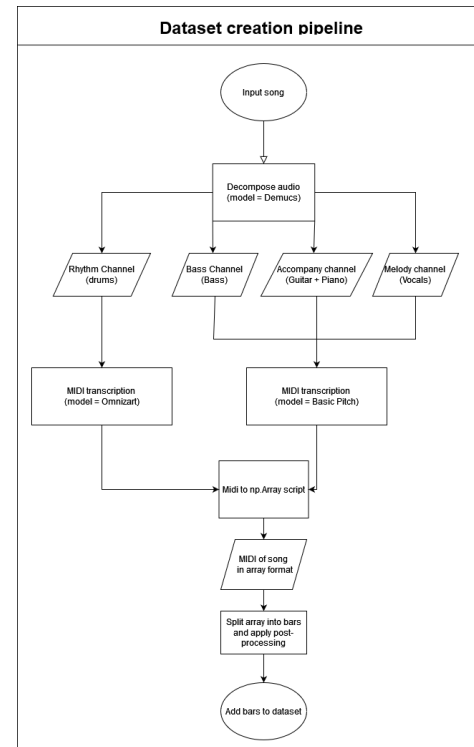 Dataset creation pipeline
Input song
Decompose audio
(model = Demucs)
Rhythm Channel
(drums)
Bass Channel
(Bass)
Accompany channel
(Guitar + Piano)
Melody channel
(Vocals)
MIDI transcription
(model = Omnizart)
MIDI transcription
(model = Basic Pitch)
Midi to np.Array script
MIDI of song
in array format
Split array into bars
and apply post-
processing
Add bars to dataset